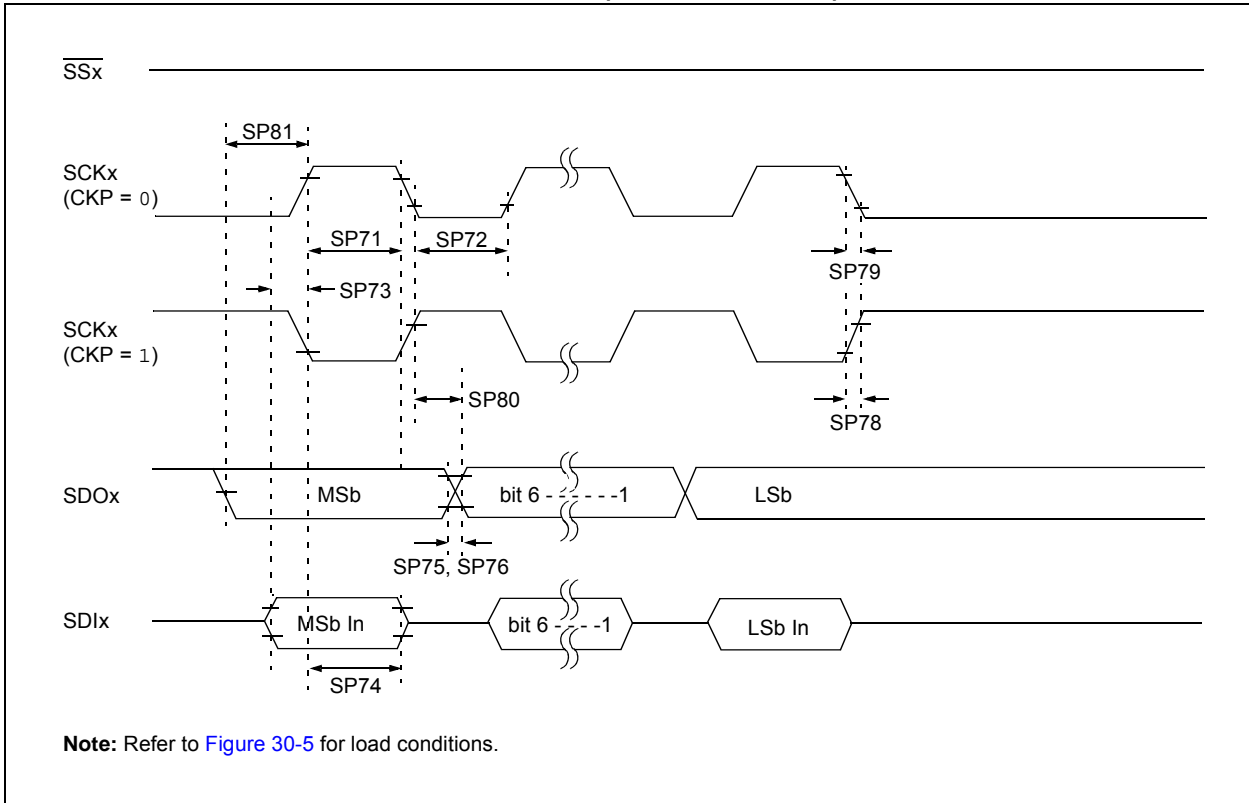 SSx
SP81
SCKx
(CKP = 0)
SP71
SP72
SP79
SP73
SCKx
(CKP = 1)
SP80
SP78
SDOx
MSb
bit 6 - - - - - -1
LSb
SP75, SP76
SDIx
MSb In
bit 6 - - - -1
LSb In
SP74
Note: Refer to Figure 30-5 for load conditions.